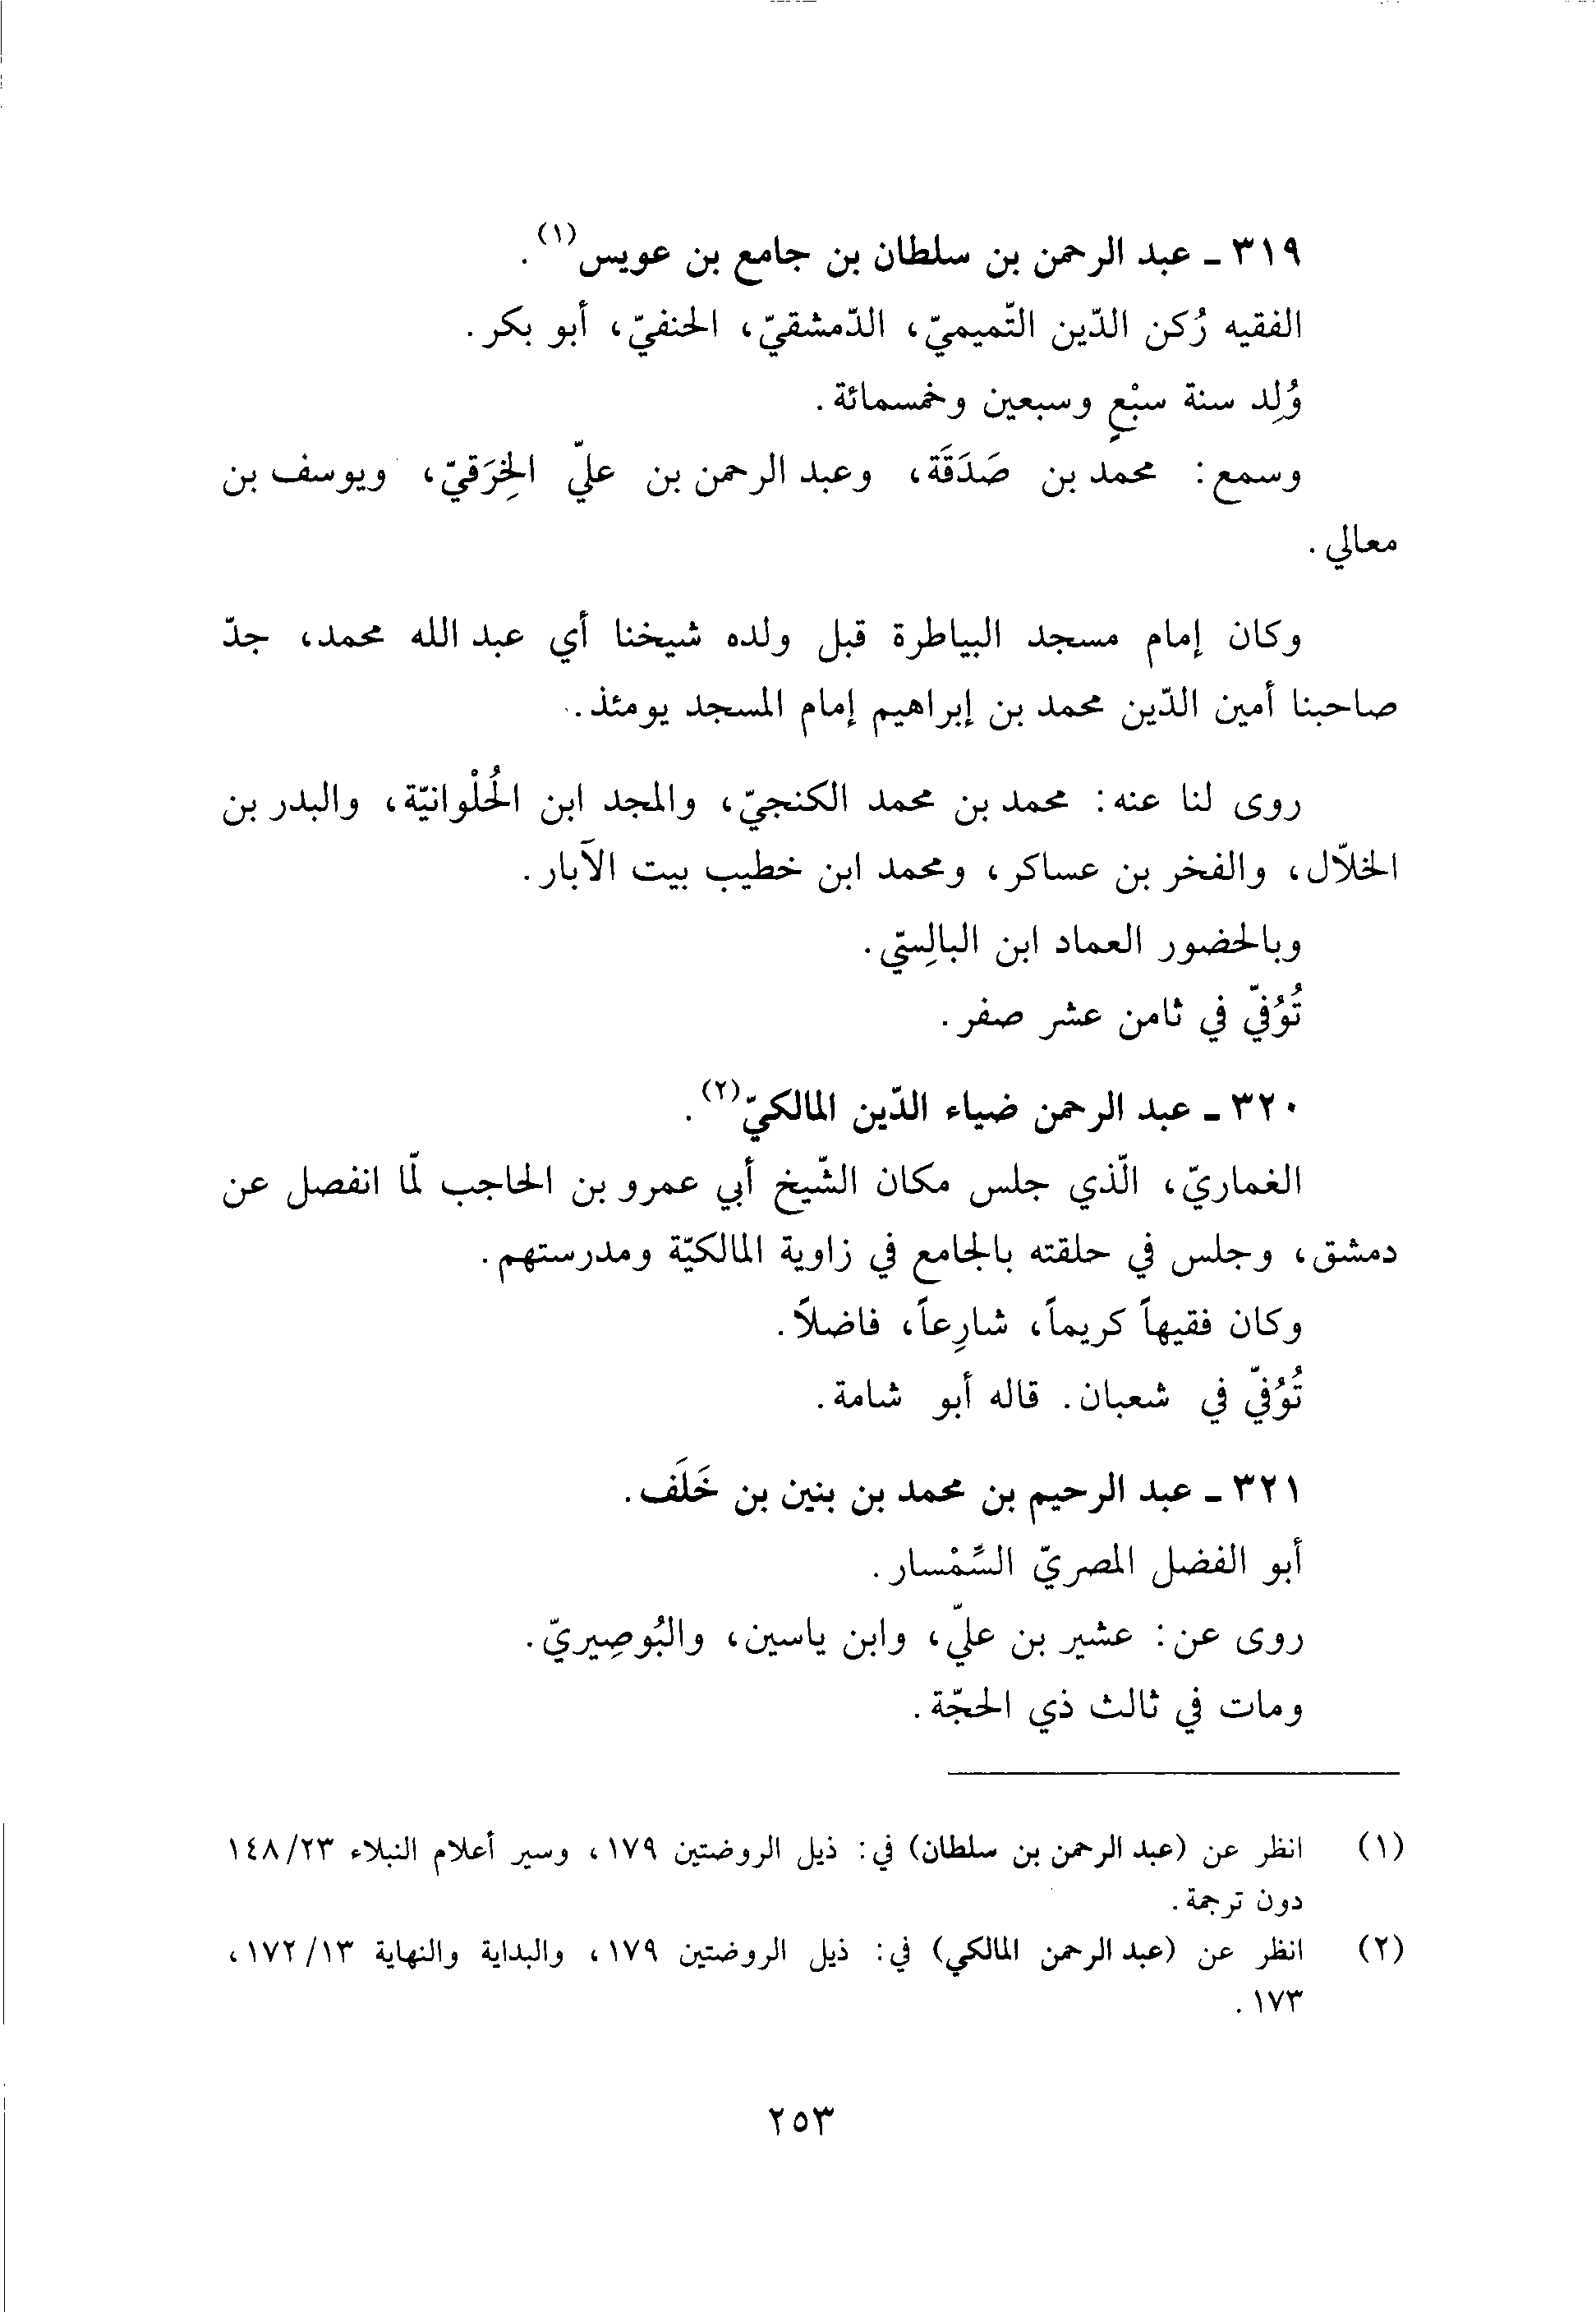 ٣١٩ ـ عبد الرحمن بن سلطان بن جامع بن عويس(١).
الفقيه رُكن الدّين التّميميّ، الدّمشقيّ، الحنفيّ، أبو بكر.
وُلِد سنة سبْعٍ وسبعين وخمسمائة.
وسمع: محمد بن صَدَقَة، وعبد الرحمن بن عليّ الخِرَقيّ، ويوسف بن
معالي.
وكان إمام مسجد البياطرة قبل ولده شيخنا أي عبد الله محمد، جدّ
صاحبنا أمين الدّين محمد بن إبراهيم إمام المسجد يومئذ.
روى لنا عنه: محمد بن محمد الكنجيّ، والمجد ابن الحُلْوانيّة، والبدر بن
الخلاّل، والفخر بن عساكر، ومحمد ابن خطيب بيت الآبار.
وبالحضور العماد ابن البالِسيّ.
تُوُفيّ في ثامن عشر صفر.
٣٢٠ ـ عبد الرحمن ضياء الدّين المالكيّ(٢).
الغماريّ، الّذي جلس مكان الشّيخ أبي عمرو بن الحاجب لمّا انفصل عن
دمشق، وجلس في حلقته بالجامع في زاوية المالكيّة ومدرستهم.
وكان فقيهاً كريماً، شارِعاً، فاضلاً.
تُوُفيّ في شعبان. قاله أبو شامة.
٣٢١ ـ عبد الرحيم بن محمد بن بنين بن خَلَف.
أبو الفضل المصريّ السِّمْسار.
روى عن: عشير بن عليّ، وابن ياسين، والبُوصِيريّ.
ومات في ثالث ذي الحجّة.
(١) انظر عن (عبد الرحمن بن سلطان) في: ذيل الروضتين ١٧٩، وسير أعلام النبلاء ٢٣/١٤٨
دون ترجمة.
(٢) انظر عن (عبد الرحمن المالكي) في: ذيل الروضتين ١٧٩، والبداية والنهاية ١٣/١٧٢،
١٧٣.
٢٥٣